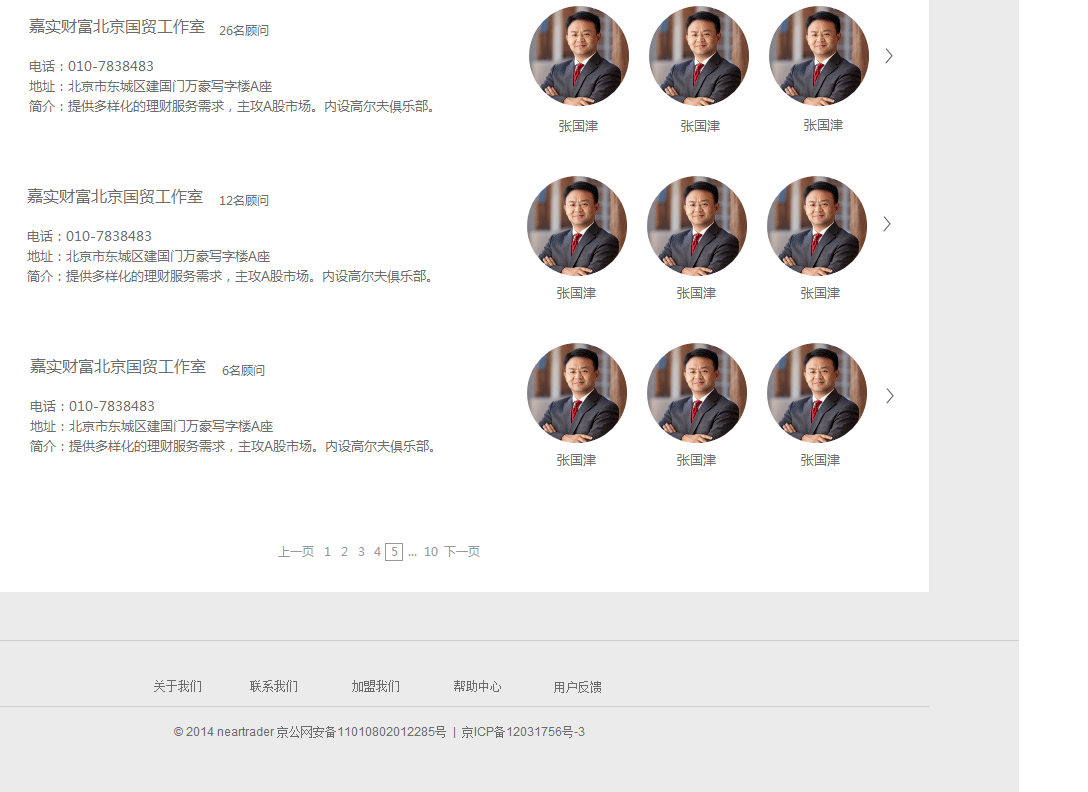 嘉实财富北京国贸工作室 26名顾问
电话：010-7838483
地址：北京市东城区建国门万豪写字楼A座
简介：提供多样化的理财服务需求，主攻A股市场。内设高尔夫俱乐部。
张国津 张国津 张国津
嘉实财富北京国贸工作室 12名顾问
电话：010-7838483
地址：北京市东城区建国门万豪写字楼A座
简介：提供多样化的理财服务需求，主攻A股市场。内设高尔夫俱乐部。
张国津 张国津 张国津
嘉实财富北京国贸工作室 6名顾问
电话：010-7838483
地址：北京市东城区建国门万豪写字楼A座
简介：提供多样化的理财服务需求，主攻A股市场。内设高尔夫俱乐部。
张国津 张国津 张国津
上一页 1 2 3 4 5 ... 10 下一页
关于我们 联系我们 加盟我们 帮助中心 用户反馈
© 2014 neartrader 京公网安备11010802012285号 | 京ICP备12031756号-3